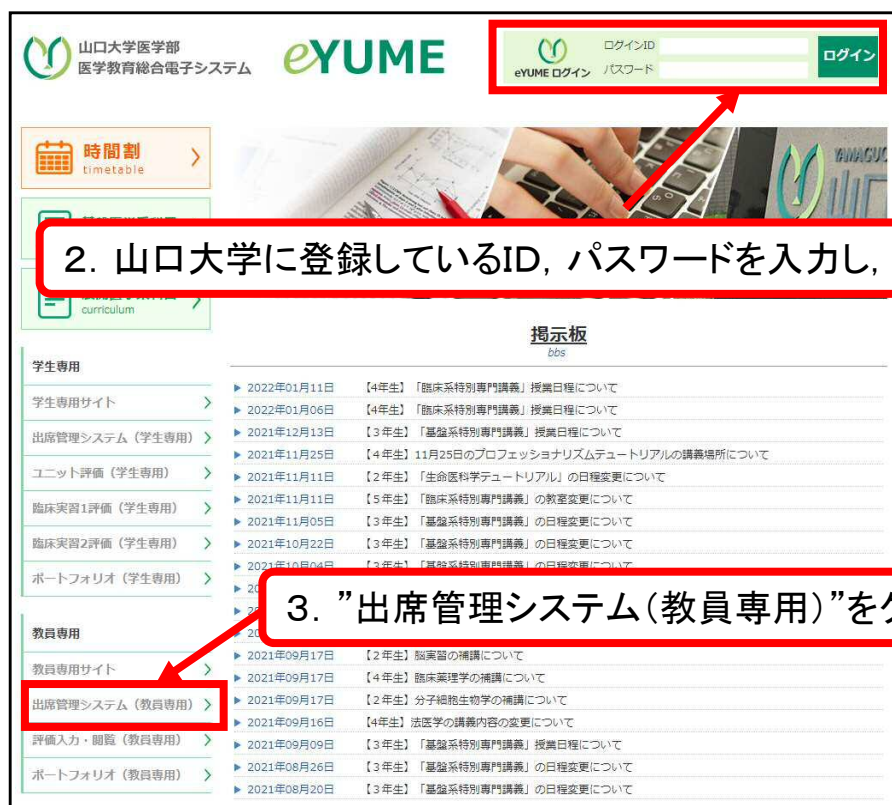 山口大学医学部
医学教育総合電子システム
eYUME
eYUME ログイン
ログインID
パスワード
ログイン
時間割
timetable
YAMAGUC
山口
2. 山口大学に登録しているID, パスワードを入力し,
curriculum
掲示板
bbs
学生専用
学生専用サイト
出席管理システム（学生専用）
ユニット評価（学生専用）
臨床実習1評価（学生専用）
臨床実習2評価（学生専用）
ポートフォリオ（学生専用）
教員専用
教員専用サイト
出席管理システム（教員専用）
評価入力・閲覧（教員専用）
ポートフォリオ（教員専用）
2022年01月11日 【4年生】「臨床系特別専門講義」授業日程について
2022年01月06日 【4年生】「臨床系特別専門講義」授業日程について
2021年12月13日 【３年生】「基盤系特別専門講義」授業日程について
2021年11月25日 【４年生】11月25日のプロフェッショナリズムテュートリアルの講義場所について
2021年11月11日 【２年生】「生命医科学テュートリアル」の日程変更について
2021年11月11日 【５年生】「臨床系特別専門講義」の教室変更について
2021年11月05日 【３年生】「基盤系特別専門講義」の日程変更について
2021年10月22日 【３年生】「基盤系特別専門講義」の日程変更について
2021年10月04日 【３年生】「基盤系特別専門講義」の日程変更について
3. ”出席管理システム（教員専用）”を
2021年09月17日 【２年生】脳実習の補講について
2021年09月17日 【４年生】臨床薬理学の補講について
2021年09月17日 【２年生】分子細胞生物学の補講について
2021年09月16日 【4年生】法医学の講義内容の変更について
2021年09月09日 【３年生】「基盤系特別専門講義」授業日程について
2021年08月26日 【３年生】「基盤系特別専門講義」の日程変更について
2021年08月20日 【３年生】「基盤系特別専門講義」の日程変更について